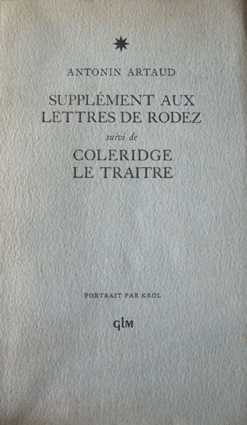 ANTONIN ARTAUD
SUPPLÉMENT AUX
LETTRES DE RODEZ
suivi de
COLERIDGE
LE TRAITRE
PORTRAIT PAR KROL
glm